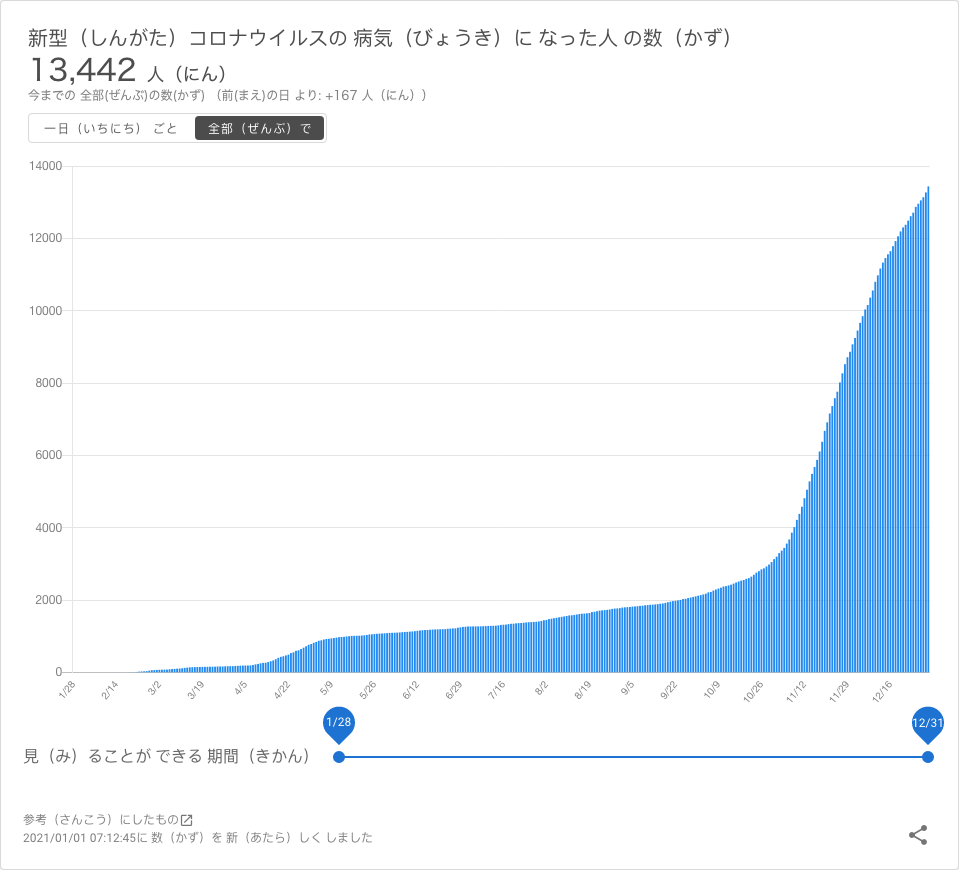 新型（しんがた）コロナウイルスの 病気（びょうき）に なった人 の数（かず）
13,442 人（にん）
今までの 全部(ぜんぶ)の数(かず) （前(まえ)の日 より: +167 人（にん））
一日（いちにち） ごと 全部（ぜんぶ）で
14000
12000
10000
8000
6000
4000
2000
0
1/28 2/14 3/2 3/19 4/5 4/22 5/9 5/26 6/12 6/29 7/16 8/2 8/19 9/5 9/22 10/9 10/26 11/12 11/29 12/16
1/28 12/31
見（み）ることが できる 期間（きかん）
参考（さんこう）にしたもの
2021/01/01 07:12:45に 数（かず）を 新（あたら）しく しました